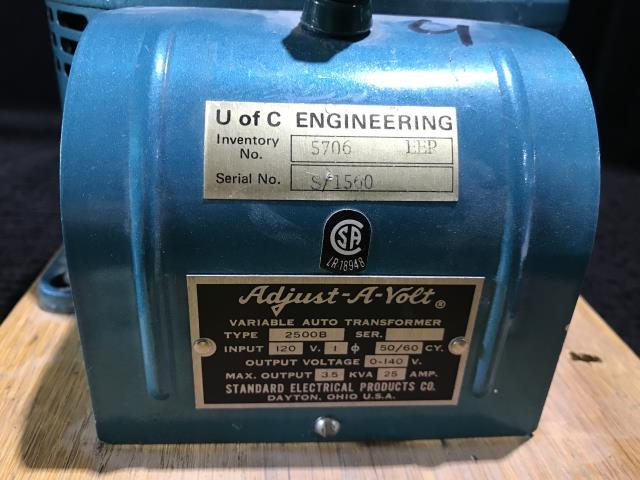 9
U of C ENGINEERING
Inventory No. 5706 EEP
Serial No. S/1560
CSA
LR 18948
Adjust-A-Volt ®
VARIABLE AUTO TRANSFORMER
TYPE 2500B SER.
INPUT 120 V. 1 ϕ 50/60 CY.
OUTPUT VOLTAGE 0-140 V.
MAX. OUTPUT 3.5 KVA 25 AMP.
STANDARD ELECTRICAL PRODUCTS CO.
DAYTON, OHIO U.S.A.